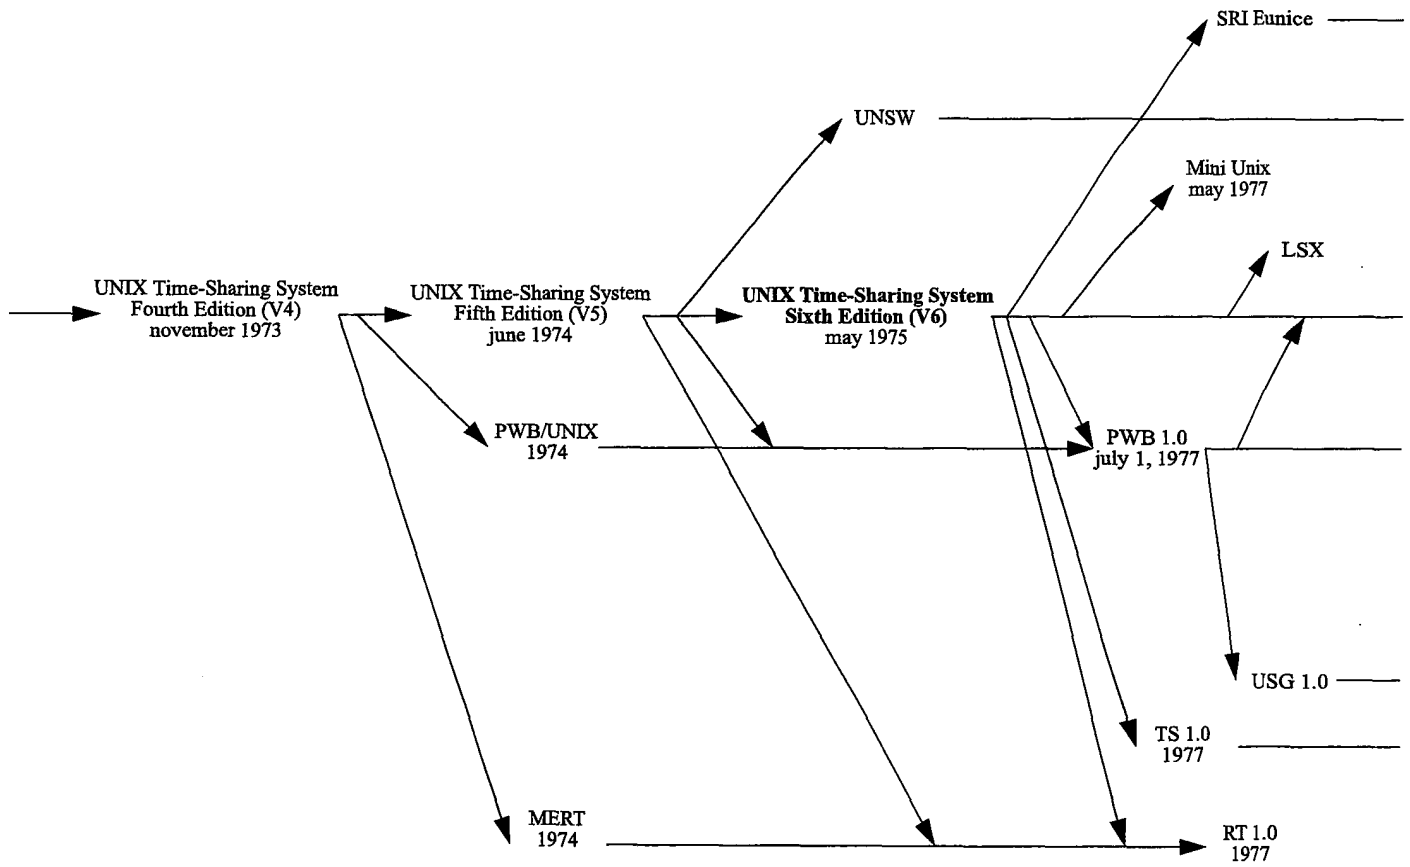 SRI Eunice
UNSW
Mini Unix
may 1977
LSX
UNIX Time-Sharing System
Fourth Edition (V4)
november 1973
UNIX Time-Sharing System
Fifth Edition (V5)
june 1974
UNIX Time-Sharing System
Sixth Edition (V6)
may 1975
PWB/UNIX
1974
PWB 1.0
july 1, 1977
USG 1.0
TS 1.0
1977
MERT
1974
RT 1.0
1977